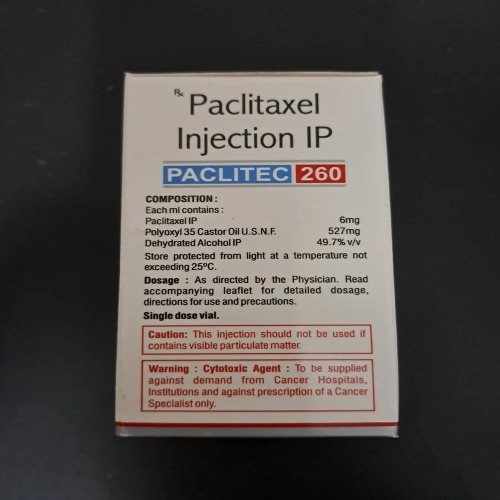 Rx Paclitaxel
Injection IP
PACLITEC 260
COMPOSITION :
Each ml contains :
Paclitaxel IP 6mg
Polyoxyl 35 Castor Oil U.S.N.F. 527mg
Dehydrated Alcohol IP 49.7% v/v
Store protected from light at a temperature not
exceeding 25ºC.
Dosage : As directed by the Physician. Read
accompanying leaflet for detailed dosage,
directions for use and precautions.
Single dose vial.
Caution: This injection should not be used if
contains visible particulate matter.
Warning : Cytotoxic Agent : To be supplied
against demand from Cancer Hospitals,
Institutions and against prescription of a Cancer
Specialist only.